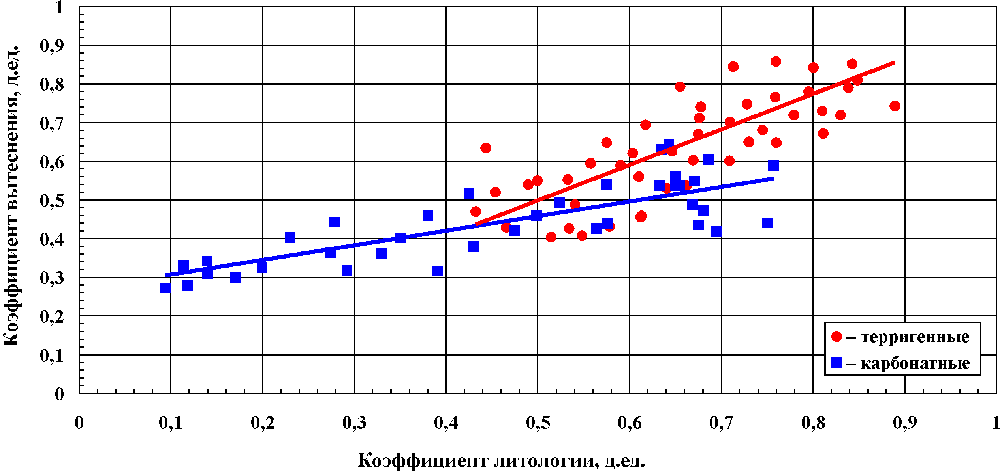 Коэффициент вытеснения, д.ед.
1
0,9
0,8
0,7
0,6
0,5
0,4
0,3
0,2
0,1
0
– терригенные
– карбонатные
0 0,1 0,2 0,3 0,4 0,5 0,6 0,7 0,8 0,9 1
Коэффициент литологии, д.ед.